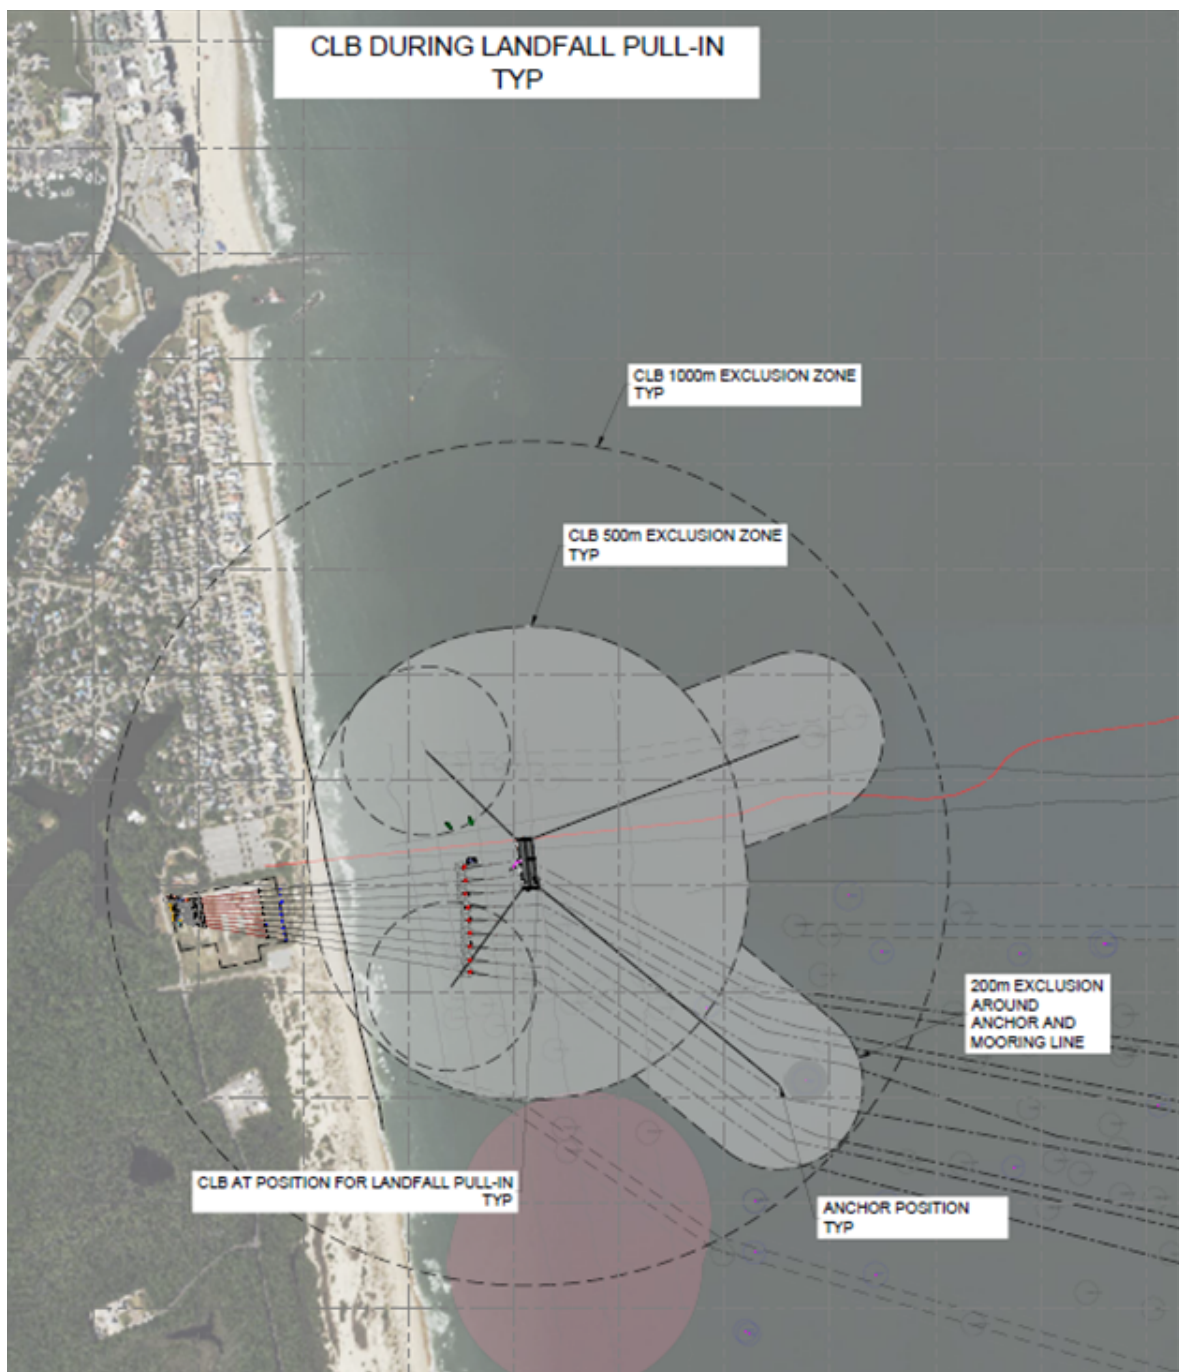 CLB DURING LANDFALL PULL-IN
TYP
CLB 1000m EXCLUSION ZONE
TYP
CLB 500m EXCLUSION ZONE
TYP
200m EXCLUSION
AROUND
ANCHOR AND
MOORING LINE
CLB AT POSITION FOR LANDFALL PULL-IN
TYP
ANCHOR POSITION
TYP